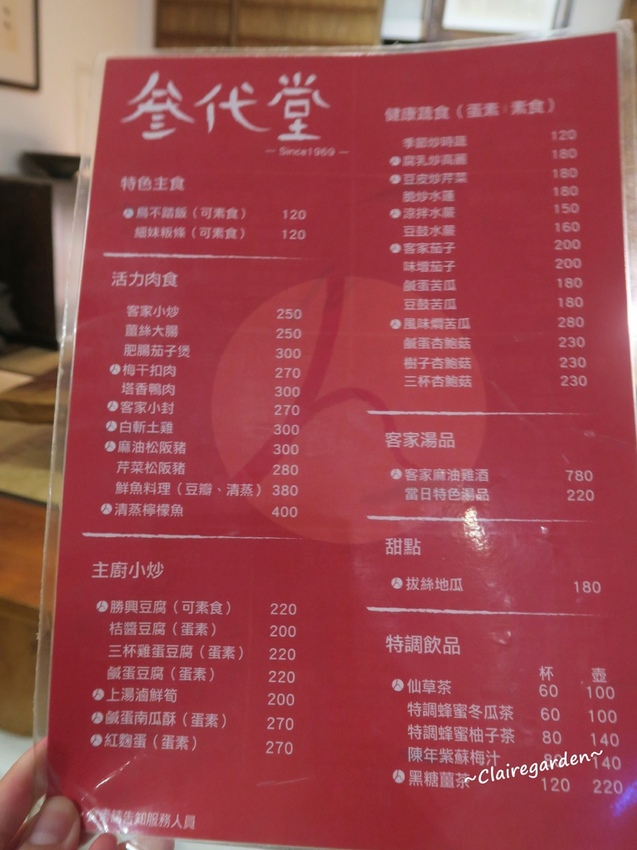 叄代堂
— Since1969 —
特色主食
鳥不踏飯（可素食） 120
細妹粄條（可素食） 120
活力肉食
客家小炒 250
薑絲大腸 250
肥腸茄子煲 300
梅干扣肉 270
塔香鴨肉 300
客家小封 270
白斬土雞 300
麻油松阪豬 300
芹菜松阪豬 280
鮮魚料理（豆瓣、清蒸） 380
清蒸檸檬魚 400
主廚小炒
勝興豆腐（可素食） 220
桔醬豆腐（蛋素） 200
三杯雞蛋豆腐（蛋素） 220
鹹蛋豆腐（蛋素） 220
上湯滷鮮筍 200
鹹蛋南瓜酥（蛋素） 270
紅麴蛋（蛋素） 270
告知服務人員
健康蔬食（蛋素：素食）
季節炒時蔬 120
腐乳炒高麗 180
豆皮炒芹菜 180
脆炒水蓮 180
涼拌水蕨 150
豆鼓水蕨 160
客家茄子 200
味壇茄子 200
鹹蛋苦瓜 180
豆鼓苦瓜 180
風味燜苦瓜 280
鹹蛋杏鮑菇 230
樹子杏鮑菇 230
三杯杏鮑菇 230
客家湯品
客家麻油雞酒 780
當日特色湯品 220
甜點
拔絲地瓜 180
特調飲品
杯 壺
仙草茶 60 100
特調蜂蜜冬瓜茶 60 100
特調蜂蜜柚子茶 80 140
陳年紫蘇梅汁 140
~Clairegarden~
黑糖薑茶 120 220